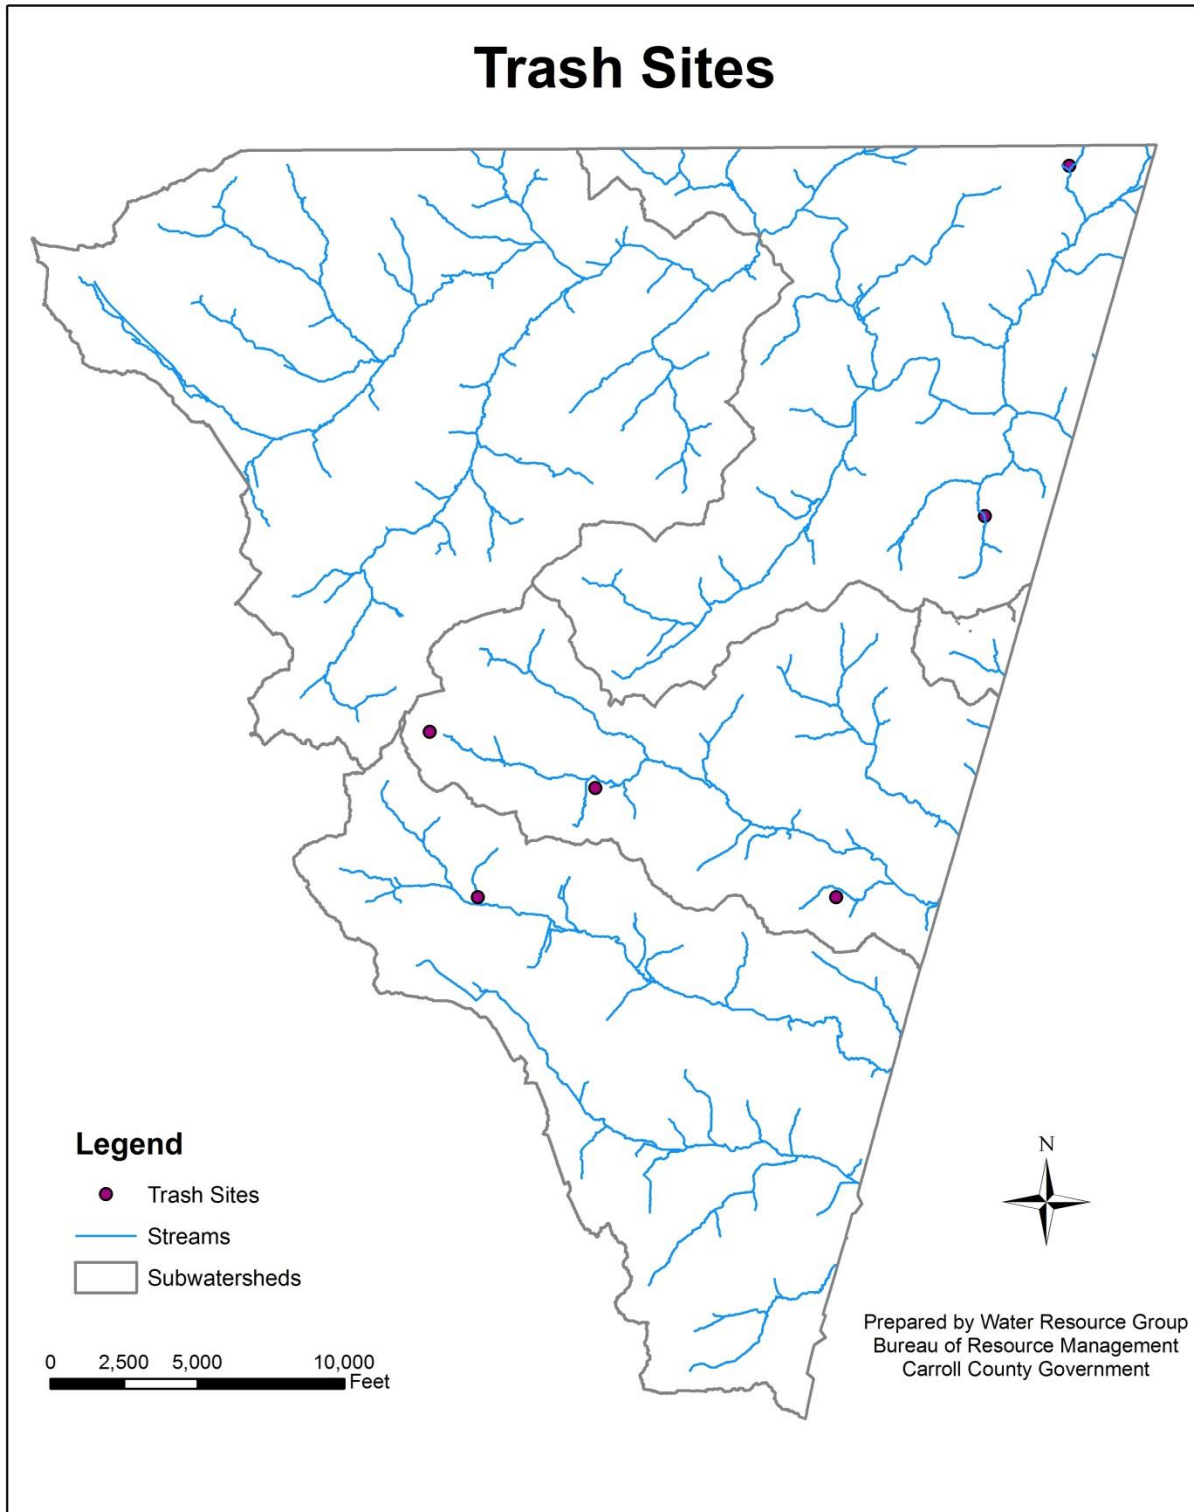 Trash Sites
Legend
Trash Sites
Streams
Subwatersheds
0 2,500 5,000 10,000
Feet
N
Prepared by Water Resource Group
Bureau of Resource Management
Carroll County Government